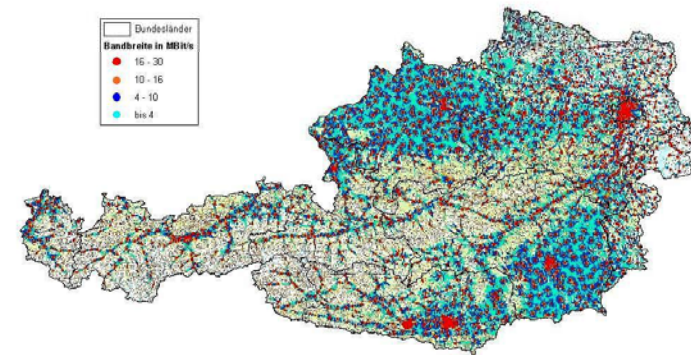 Bundesländer
Bandbreite in MBit/s
16 - 30
10 - 16
4 - 10
bis 4